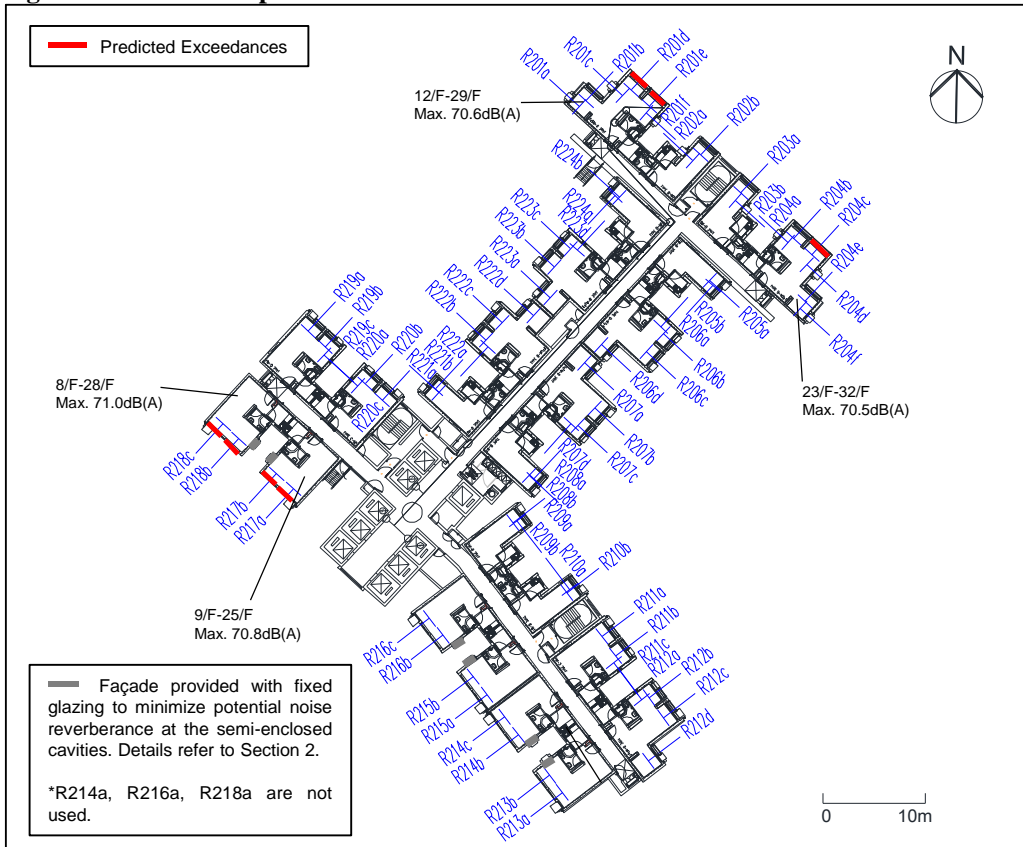 Predicted Exceedances
N
12/F-29/F
Max. 70.6dB(A)
R201a
R201c
R201b
R201d
R201e
R201f
R202a
R202b
R203a
R203b
R204a
R204b
R204c
R204e
R204d
R204f
23/F-32/F
Max. 70.5dB(A)
R224b
R224a
R223d
R223c
R223b
R223a
R222d
R222c
R222b
R222a
R221b
R221a
R205a
R205b
R206a
R206b
R206c
R206d
R207a
R207b
R207c
R207d
R208a
R208b
R219a
R219b
R219c
R220a
R220b
R220c
8/F-28/F
Max. 71.0dB(A)
R218c
R218b
R217b
R217a
9/F-25/F
Max. 70.8dB(A)
R209a
R209b
R210a
R210b
R211a
R211b
R211c
R212a
R212b
R212c
R212d
R216c
R216b
R215b
R215a
R214c
R214b
R213b
R213a
Façade provided with fixed
glazing to minimize potential noise
reverberance at the semi-enclosed
cavities. Details refer to Section 2.
*R214a, R216a, R218a are not
used.
0 10m